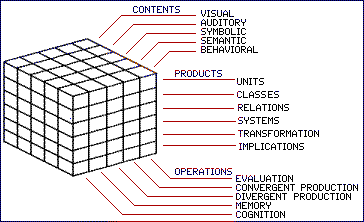 CONTENTS
VISUAL
AUDITORY
SYMBOLIC
SEMANTIC
BEHAVIORAL
PRODUCTS
UNITS
CLASSES
RELATIONS
SYSTEMS
TRANSFORMATION
IMPLICATIONS
OPERATIONS
EVALUATION
CONVERGENT PRODUCTION
DIVERGENT PRODUCTION
MEMORY
COGNITION